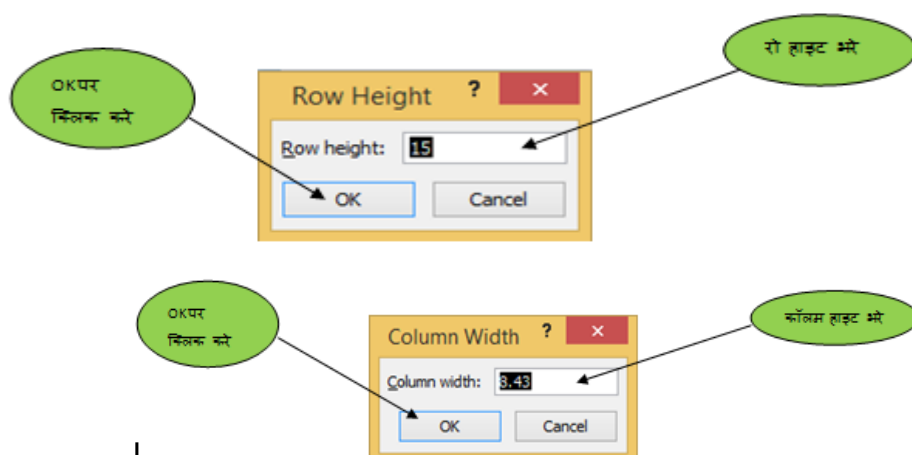 रो हाइट भरे
OKपर
क्लिक करे
Row Height ?
Row height: 15
OK Cancel
OKपर
क्लिक करे
कॉलम हाइट भरे
Column Width ?
Column width: 8.43
OK Cancel